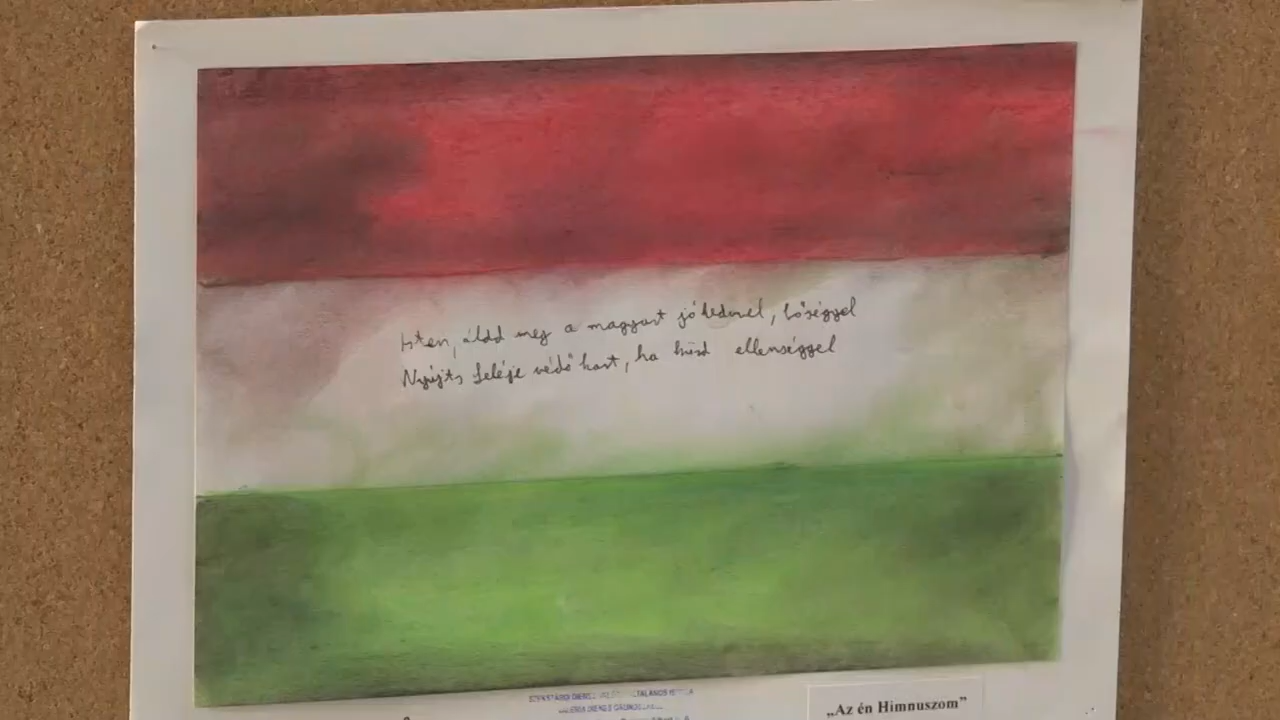 Isten, áldd meg a magyart jó kedvvel, bőséggel
Nyújts feléje védő kart, ha küzd ellenséggel
„Az én Himnuszom”